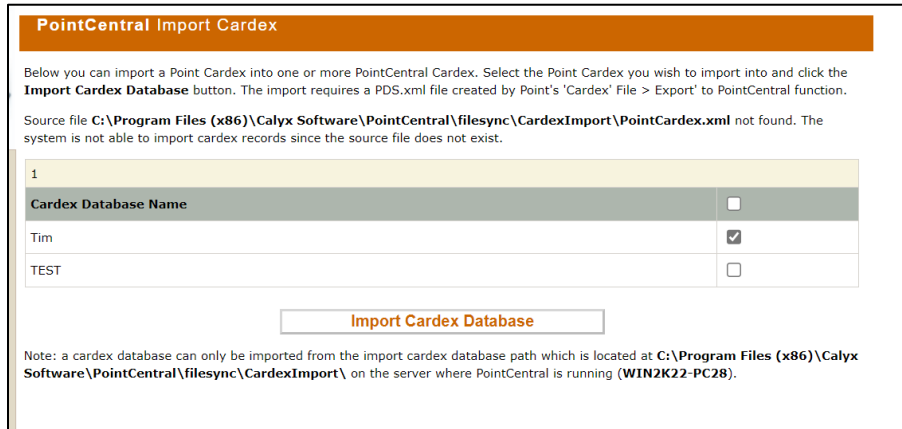 PointCentral Import Cardex
Below you can import a Point Cardex into one or more PointCentral Cardex. Select the Point Cardex you wish to import into and click the
Import Cardex Database button. The import requires a PDS.xml file created by Point's 'Cardex' File > Export' to PointCentral function.
Source file C:\Program Files (x86)\Calyx Software\PointCentral\filesync\CardexImport\PointCardex.xml not found. The
system is not able to import cardex records since the source file does not exist.
1
Cardex Database Name
Tim
TEST
Import Cardex Database
Note: a cardex database can only be imported from the import cardex database path which is located at C:\Program Files (x86)\Calyx
Software\PointCentral\filesync\CardexImport\ on the server where PointCentral is running (WIN2K22-PC28).